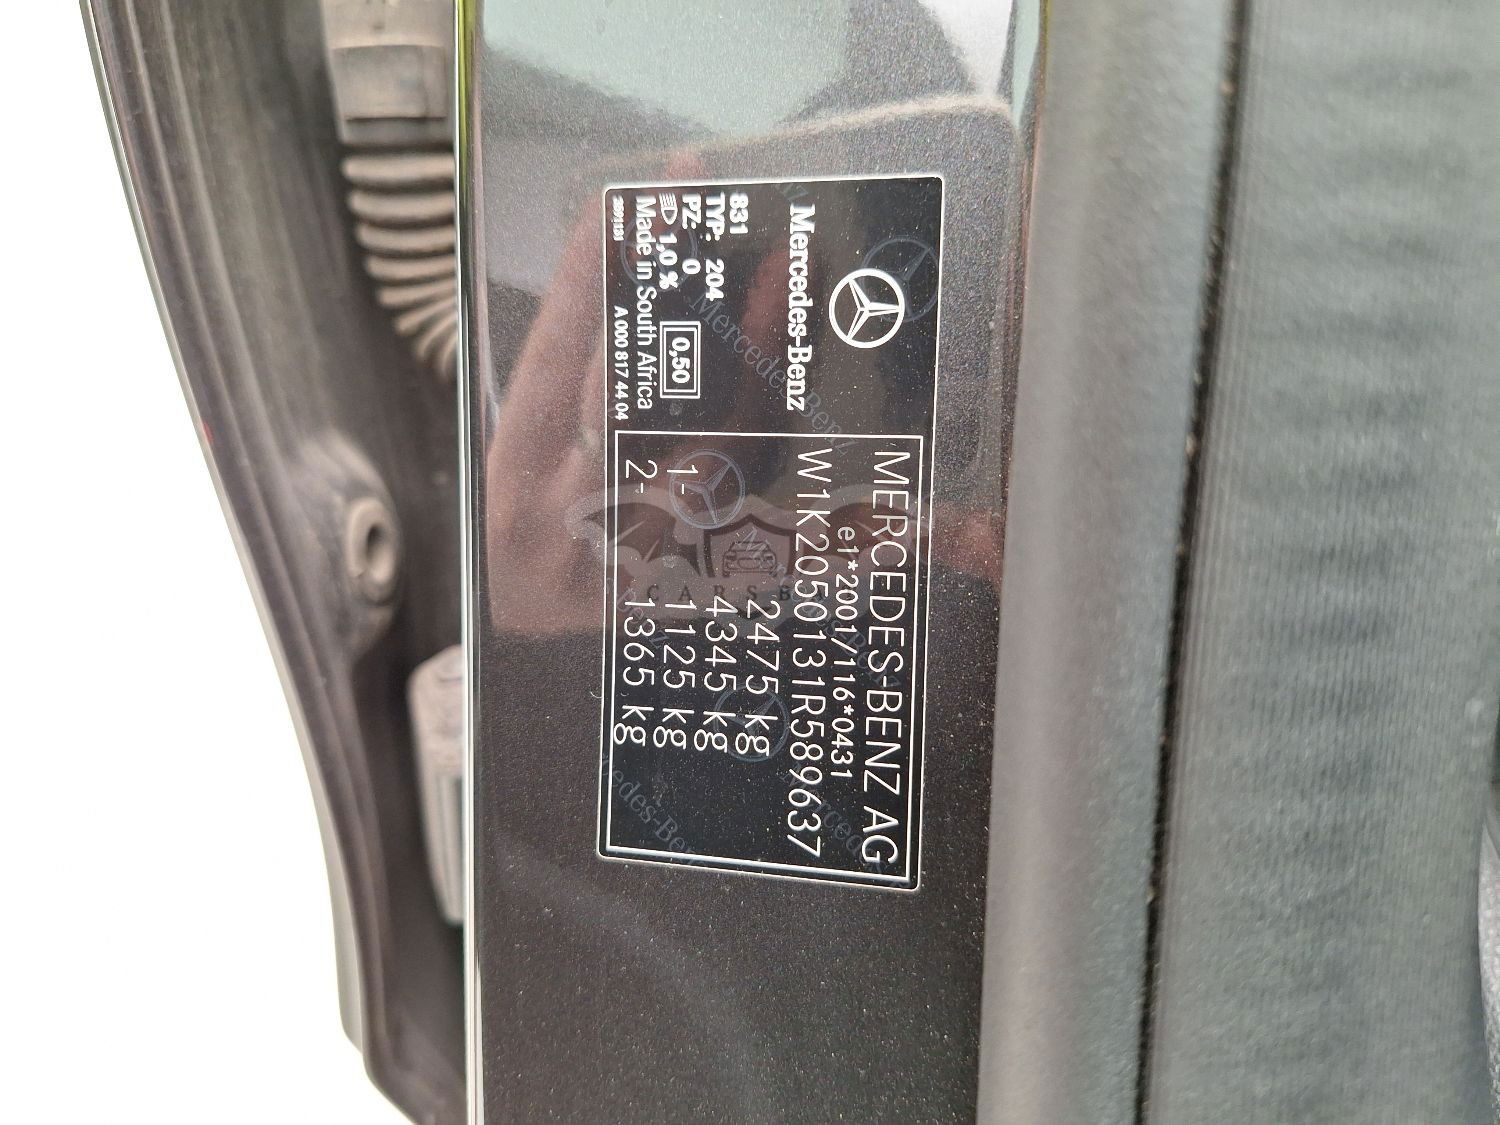 Mercedes-Benz
831
TYP: 204
PZ: 0
1,0 %
0,50
Made in South Africa
A 000 817 44 04
MERCEDES-BENZ AG
e1*2001/116*0431
W1K2050131R589637
2475 kg
4345 kg
1- 1125 kg
2- 1365 kg
CARSB